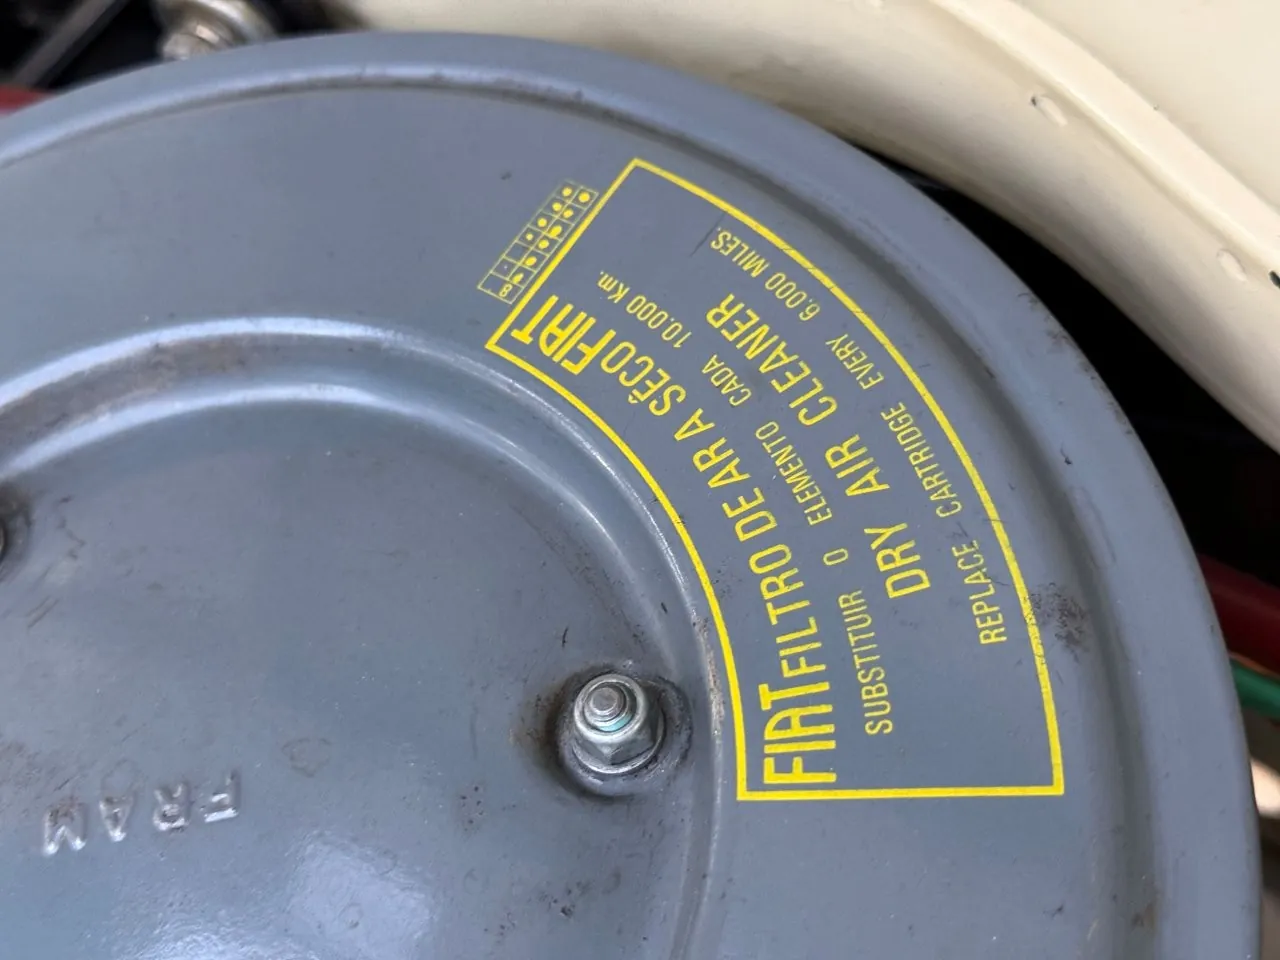 FIAT FILTRO DE AR A SÊCO FIAT
SUBSTITUIR O ELEMENTO CADA 10.000 Km.
DRY AIR CLEANER
REPLACE CARTRIDGE EVERY 6.000 MILES.
8
FRAM